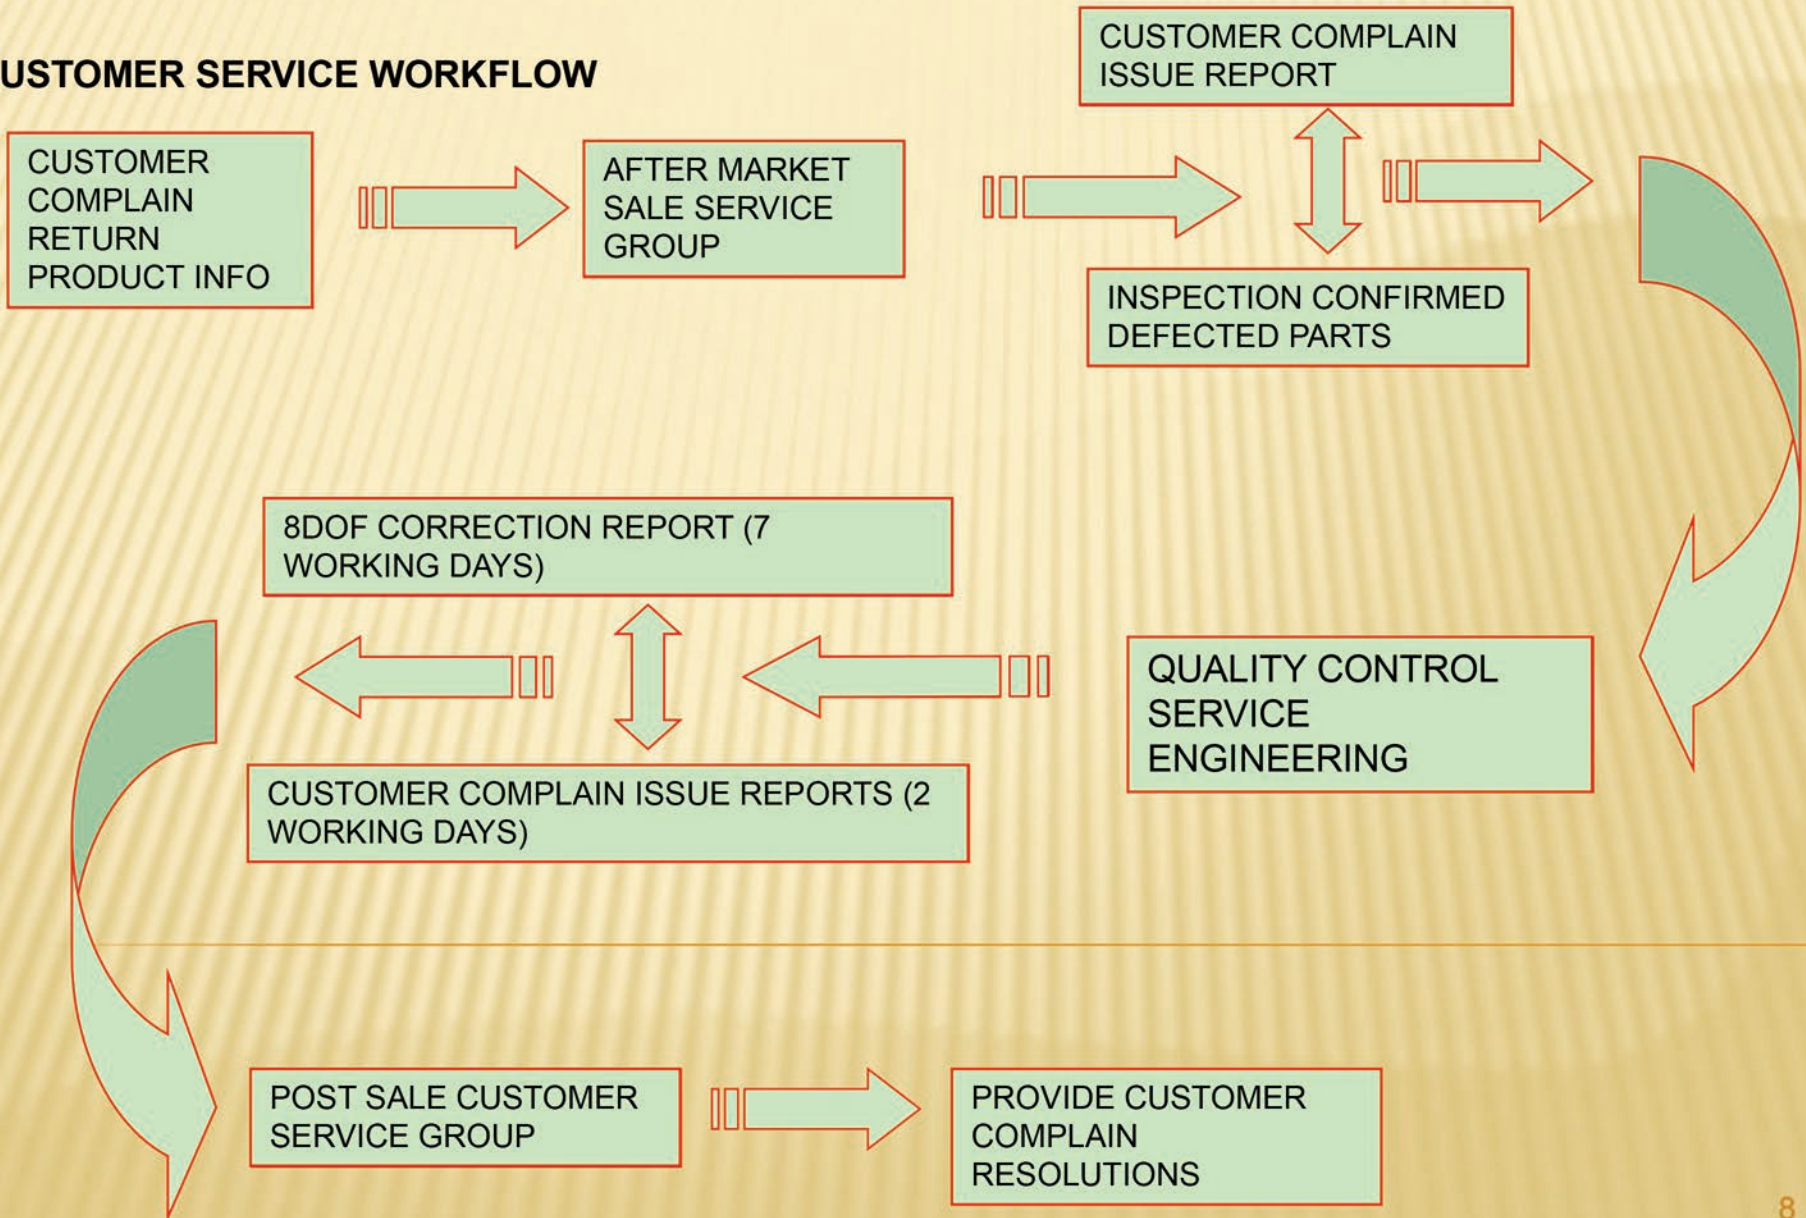 USTOMER SERVICE WORKFLOW
CUSTOMER COMPLAIN
ISSUE REPORT
CUSTOMER
COMPLAIN
RETURN
PRODUCT INFO
AFTER MARKET
SALE SERVICE
GROUP
INSPECTION CONFIRMED
DEFECTED PARTS
8DOF CORRECTION REPORT (7
WORKING DAYS)
QUALITY CONTROL
SERVICE
ENGINEERING
CUSTOMER COMPLAIN ISSUE REPORTS (2
WORKING DAYS)
POST SALE CUSTOMER
SERVICE GROUP
PROVIDE CUSTOMER
COMPLAIN
RESOLUTIONS
8